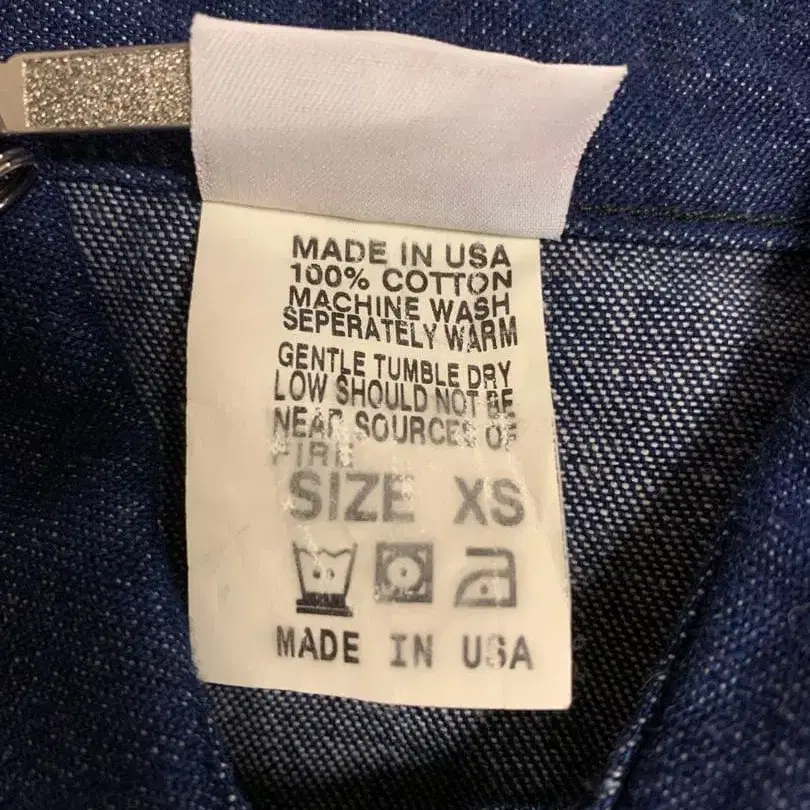 MADE IN USA
100% COTTON
MACHINE WASH
SEPERATELY WARM
GENTLE TUMBLE DRY
LOW SHOULD NOT BE
NEAR SOURCES OF
FIRE
SIZE XS
MADE IN USA